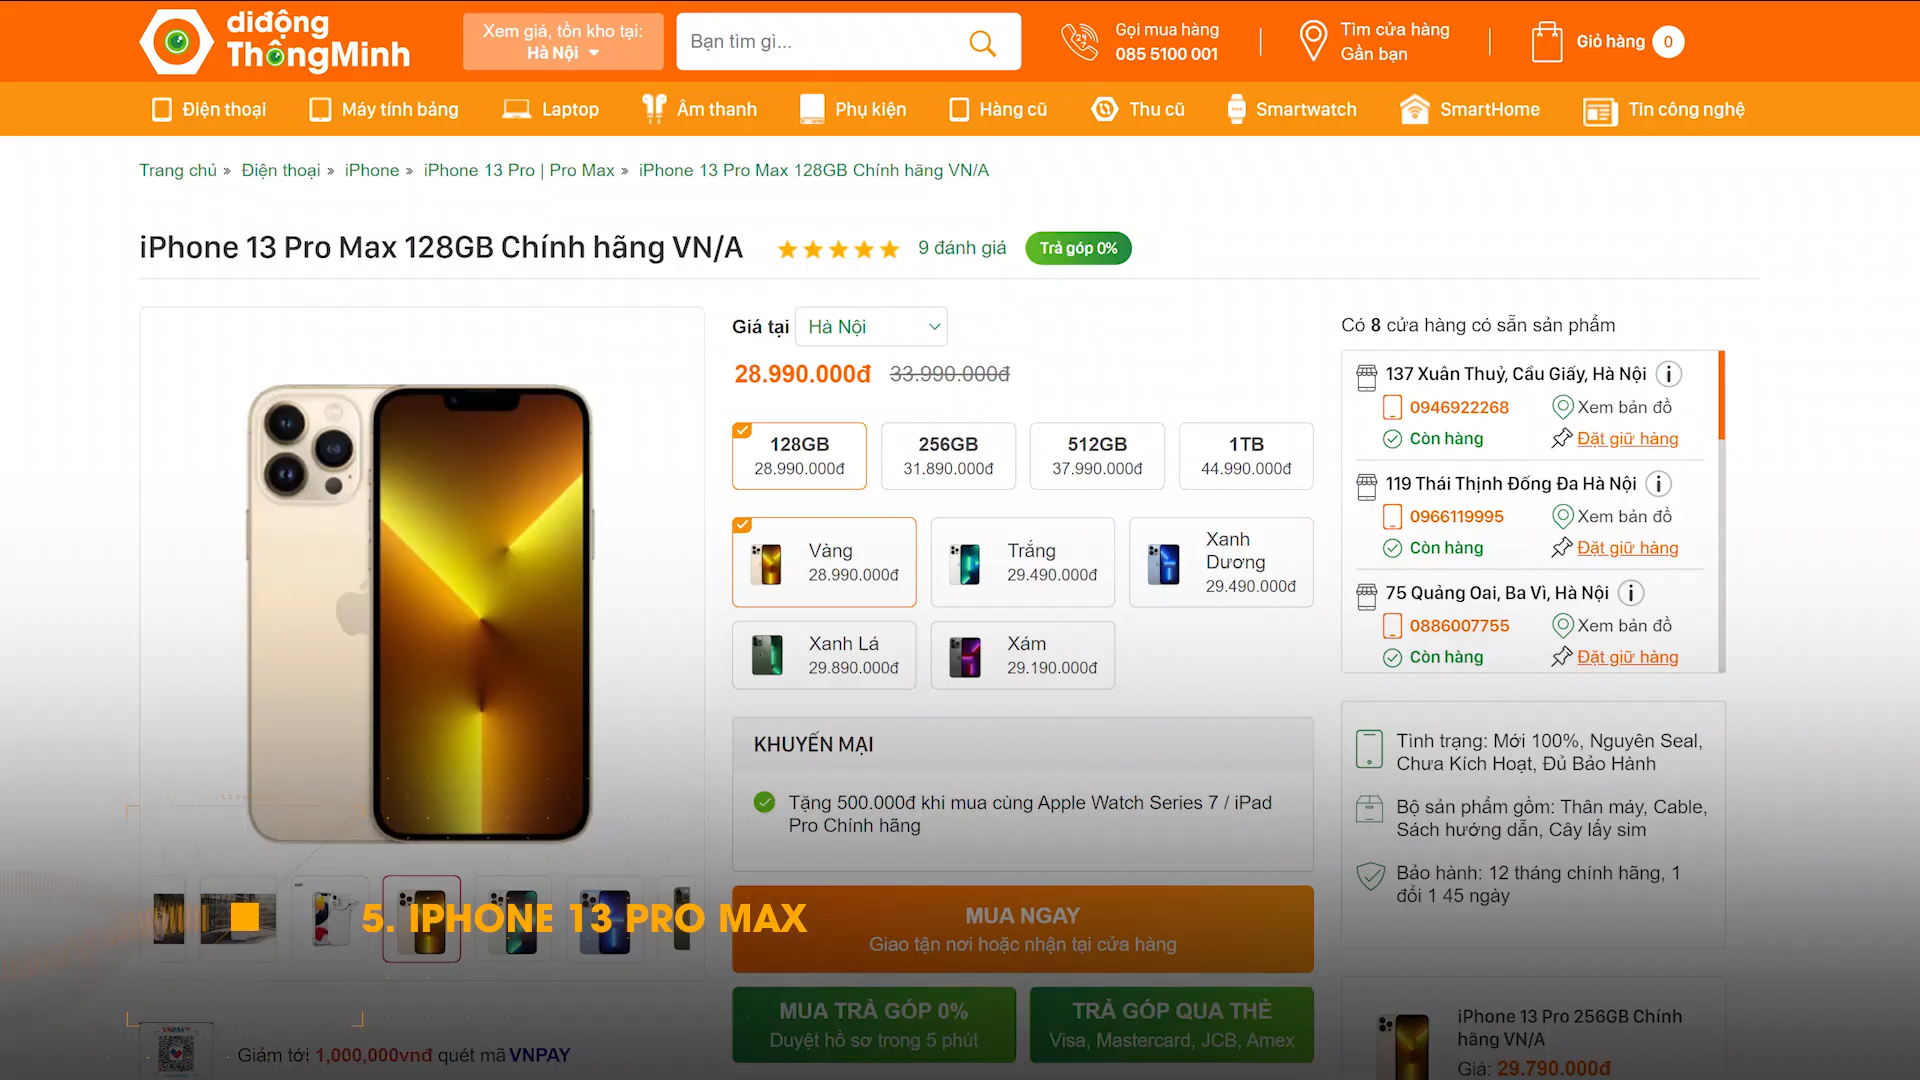 diđộng
ThôngMinh
Xem giá, tồn kho tại:
Hà Nội
Bạn tìm gì...
Gọi mua hàng
085 5100 001
Tìm cửa hàng
Gần bạn
Giỏ hàng 0
Điện thoại
Máy tính bảng
Laptop
Âm thanh
Phụ kiện
Hàng cũ
Thu cũ
Smartwatch
SmartHome
Tin công nghệ
Trang chủ » Điện thoại » iPhone » iPhone 13 Pro | Pro Max » iPhone 13 Pro Max 128GB Chính hãng VN/A
iPhone 13 Pro Max 128GB Chính hãng VN/A
9 đánh giá
Trả góp 0%
Giá tại Hà Nội
28.990.000đ 33.990.000đ
128GB
28.990.000đ
256GB
31.890.000đ
512GB
37.990.000đ
1TB
44.990.000đ
Vàng
28.990.000đ
Trắng
29.490.000đ
Xanh
Dương
29.490.000đ
Xanh Lá
29.890.000đ
Xám
29.190.000đ
KHUYẾN MẠI
Tặng 500.000đ khi mua cùng Apple Watch Series 7 / iPad
Pro Chính hãng
MUA NGAY
Giao tận nơi hoặc nhận tại cửa hàng
MUA TRẢ GÓP 0%
Duyệt hồ sơ trong 5 phút
TRẢ GÓP QUA THẺ
Visa, Mastercard, JCB, Amex
Có 8 cửa hàng có sẵn sản phẩm
137 Xuân Thuỷ, Cầu Giấy, Hà Nội
0946922268
Xem bản đồ
Còn hàng
Đặt giữ hàng
119 Thái Thịnh Đống Đa Hà Nội
0966119995
Xem bản đồ
Còn hàng
Đặt giữ hàng
75 Quảng Oai, Ba Vì, Hà Nội
0886007755
Xem bản đồ
Còn hàng
Đặt giữ hàng
Tình trạng: Mới 100%, Nguyên Seal,
Chưa Kích Hoạt, Đủ Bảo Hành
Bộ sản phẩm gồm: Thân máy, Cable,
Sách hướng dẫn, Cây lấy sim
Bảo hành: 12 tháng chính hãng, 1
đổi 1 45 ngày
iPhone 13 Pro 256GB Chính
hãng VN/A
Giá: 29.790.000đ
5. IPHONE 13 PRO MAX
VNPAY
Giảm tới 1,000,000vnđ quét mã VNPAY